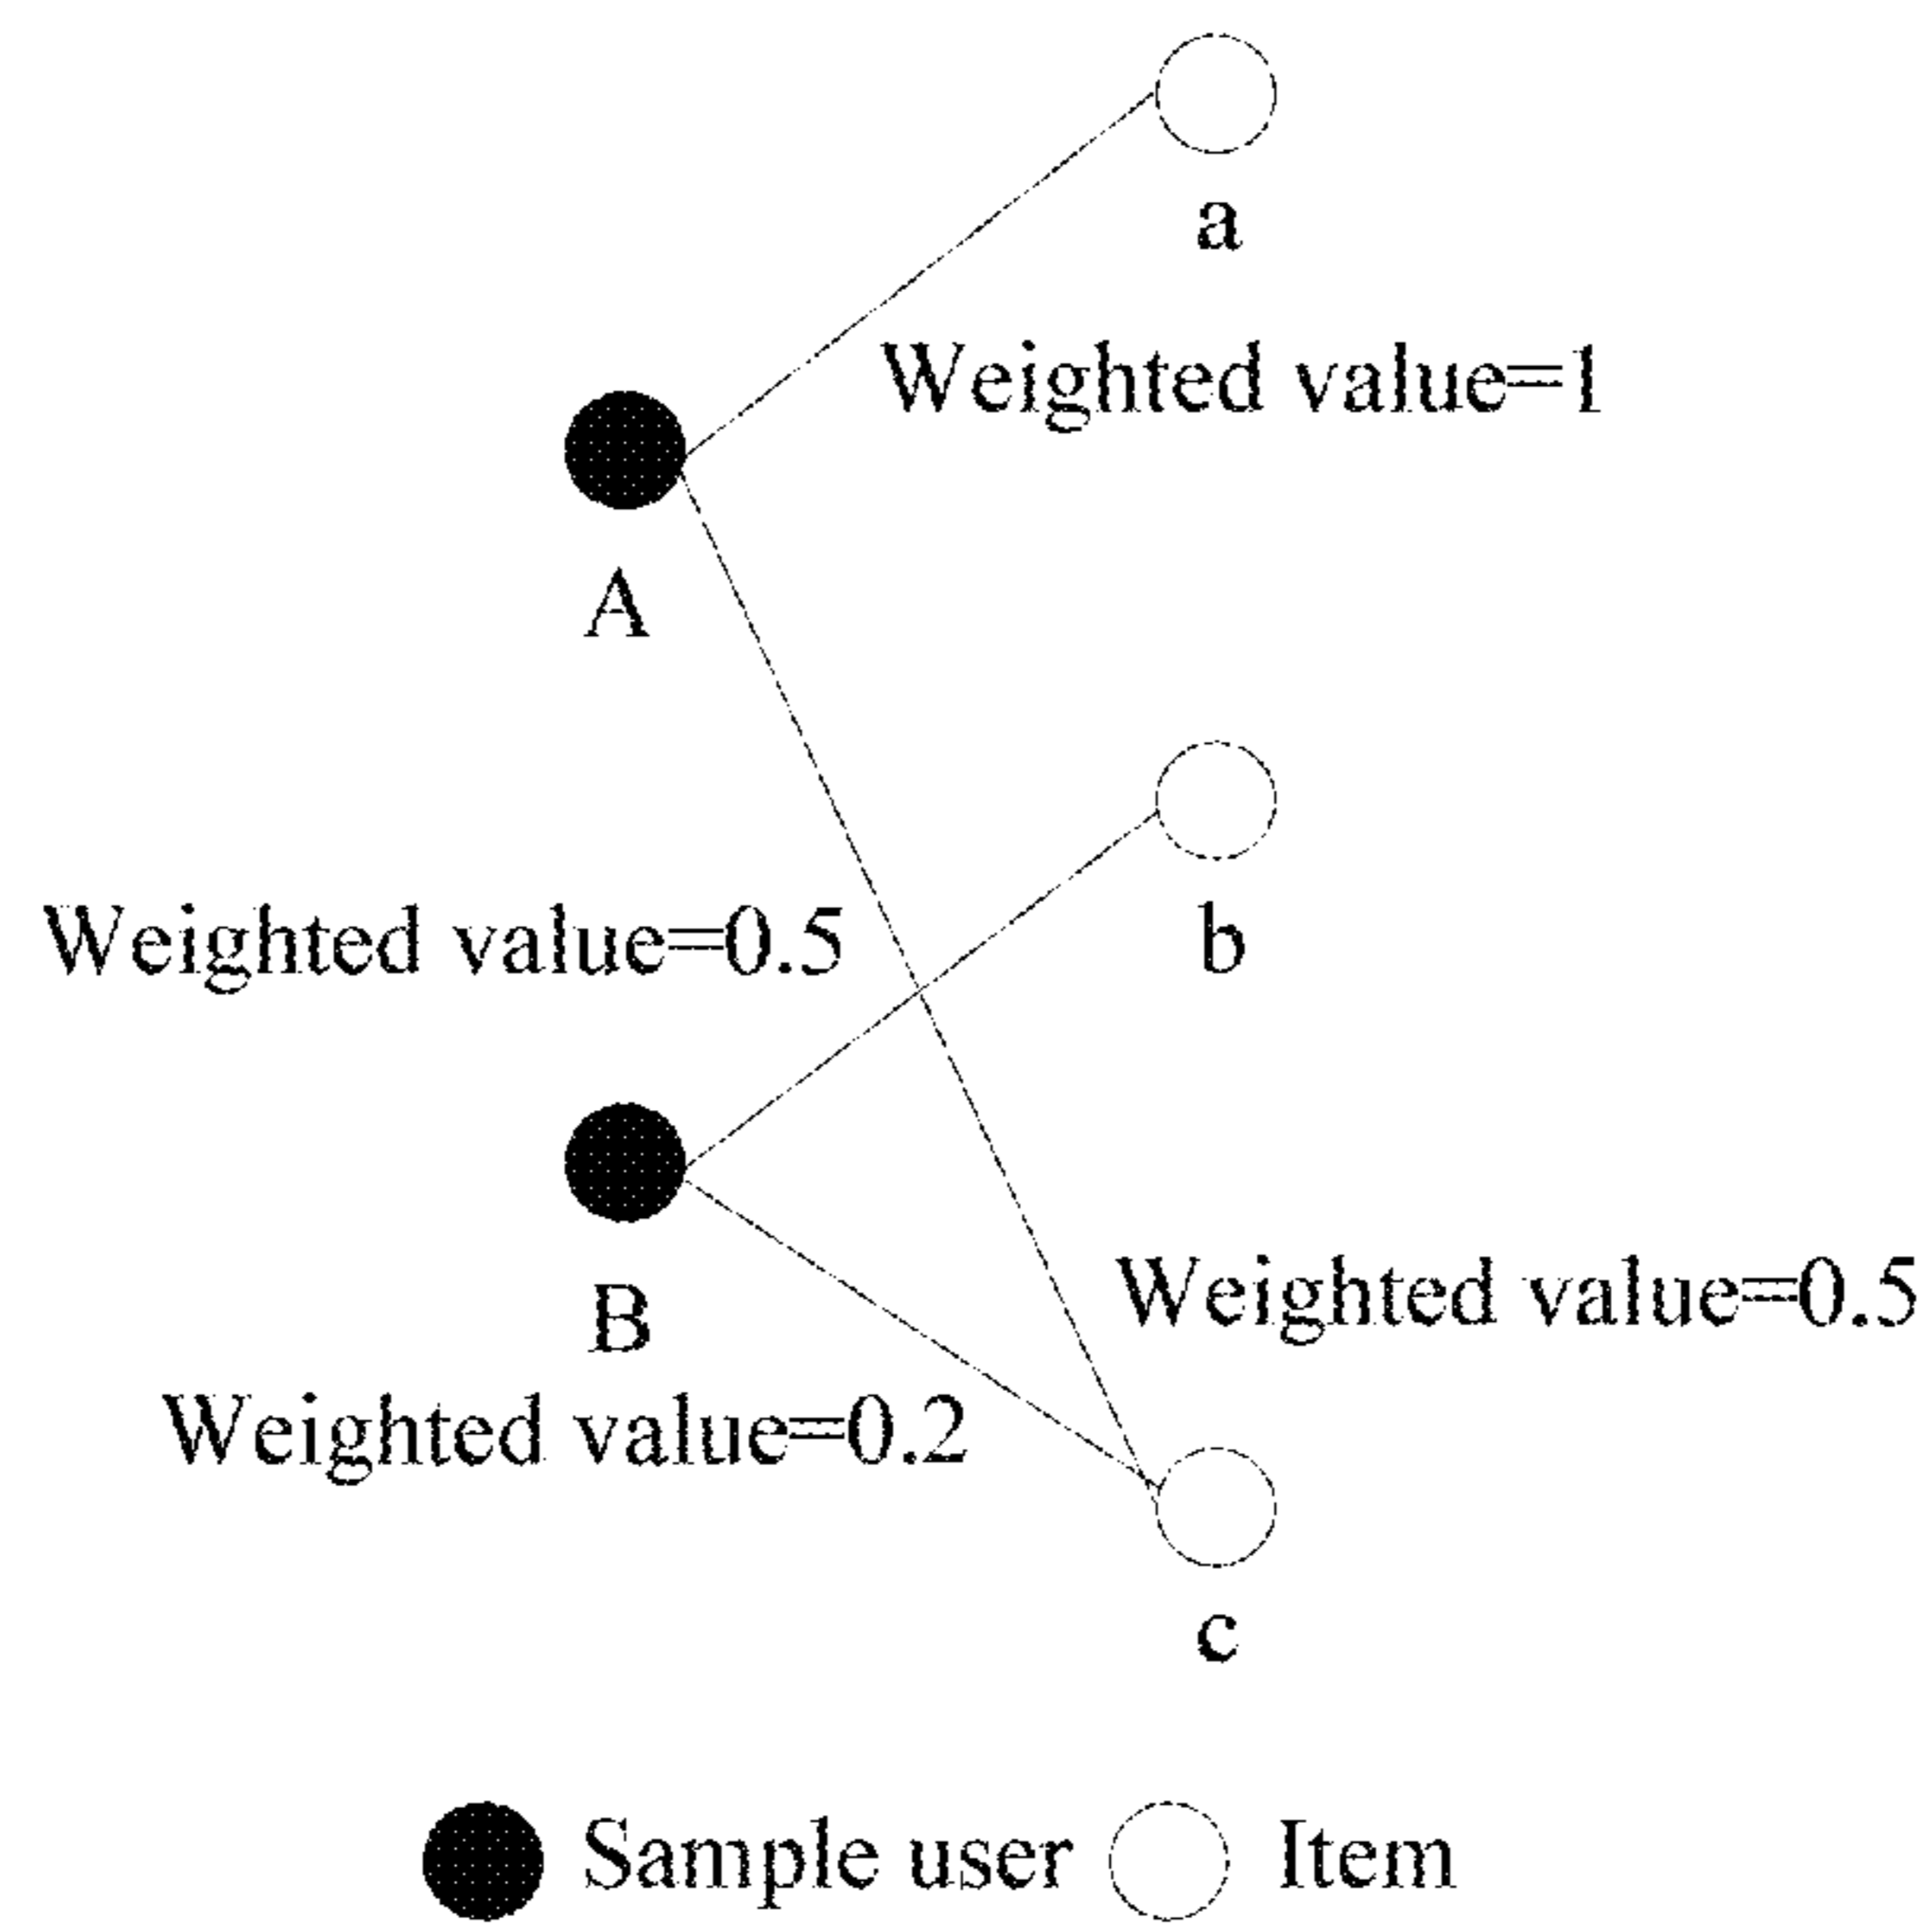 a
Weighted value=1
A
Weighted value=0.5
b
B
Weighted value=0.5
Weighted value=0.2
c
Sample user
Item